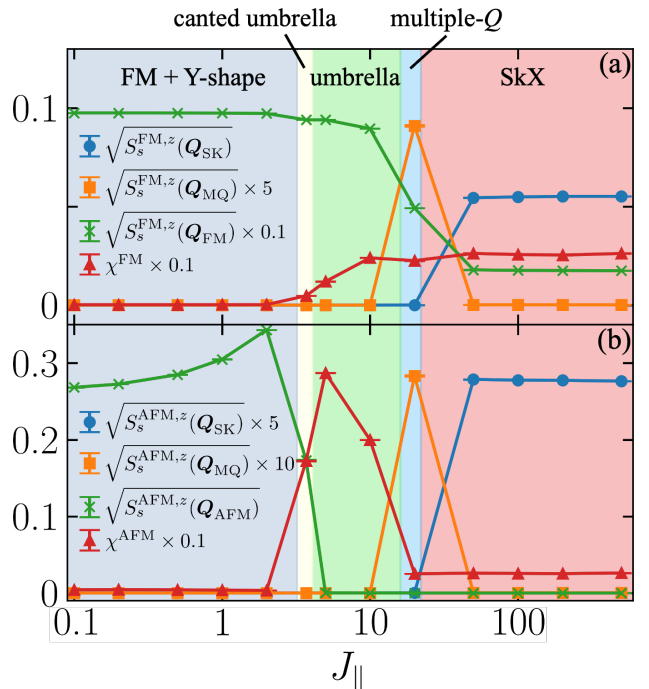 canted umbrella multiple-Q
FM + Y-shape umbrella SkX (a)
0.1
√S_s^{FM,z}(Q_SK)
√S_s^{FM,z}(Q_MQ) × 5
√S_s^{FM,z}(Q_FM) × 0.1
χ^FM × 0.1
0
(b)
0.3
√S_s^{AFM,z}(Q_SK) × 5
0.2
√S_s^{AFM,z}(Q_MQ) × 10
√S_s^{AFM,z}(Q_AFM)
0.1
χ^AFM × 0.1
0
0.1 1 10 100
J_∥